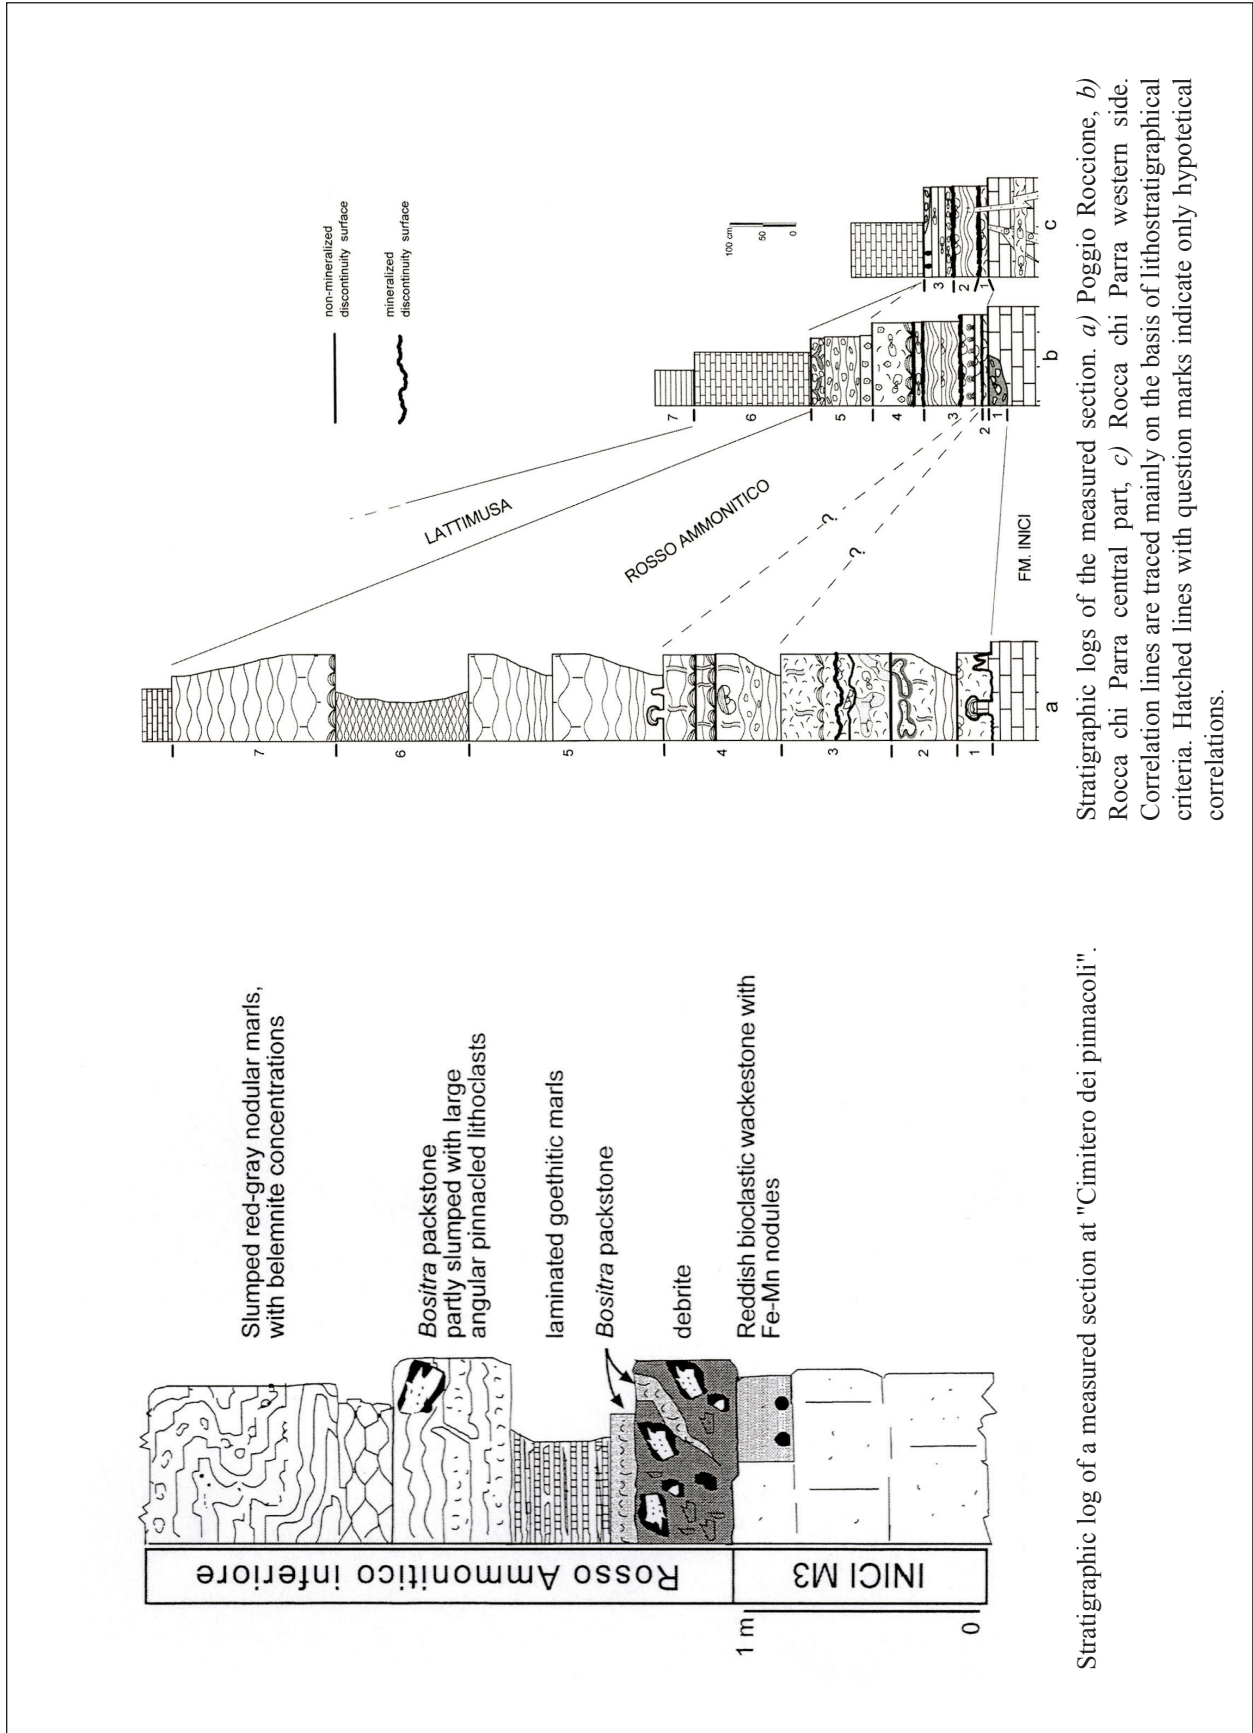 Slumped red-gray nodular marls,
with belemnite concentrations
Bositra packstone
partly slumped with large
angular pinnacled lithoclasts
laminated goethitic marls
Bositra packstone
debrite
Reddish bioclastic wackestone with
Fe-Mn nodules
Rosso Ammonitico inferiore
INICI M3
1 m
0
Stratigraphic log of a measured section at "Cimitero dei pinnacoli".
non-mineralized
discontinuity surface
mineralized
discontinuity surface
LATTIMUSA
ROSSO AMMONITICO
?
?
FM. INICI
7
6
5
4
3
2
1
a
7
6
5
4
3
2
1
b
100 cm
50
0
3
2
1
c
Stratigraphic logs of the measured section. a) Poggio Roccione, b)
Rocca chi Parra central part, c) Rocca chi Parra western side.
Correlation lines are traced mainly on the basis of lithostratigraphical
criteria. Hatched lines with question marks indicate only hypotetical
correlations.